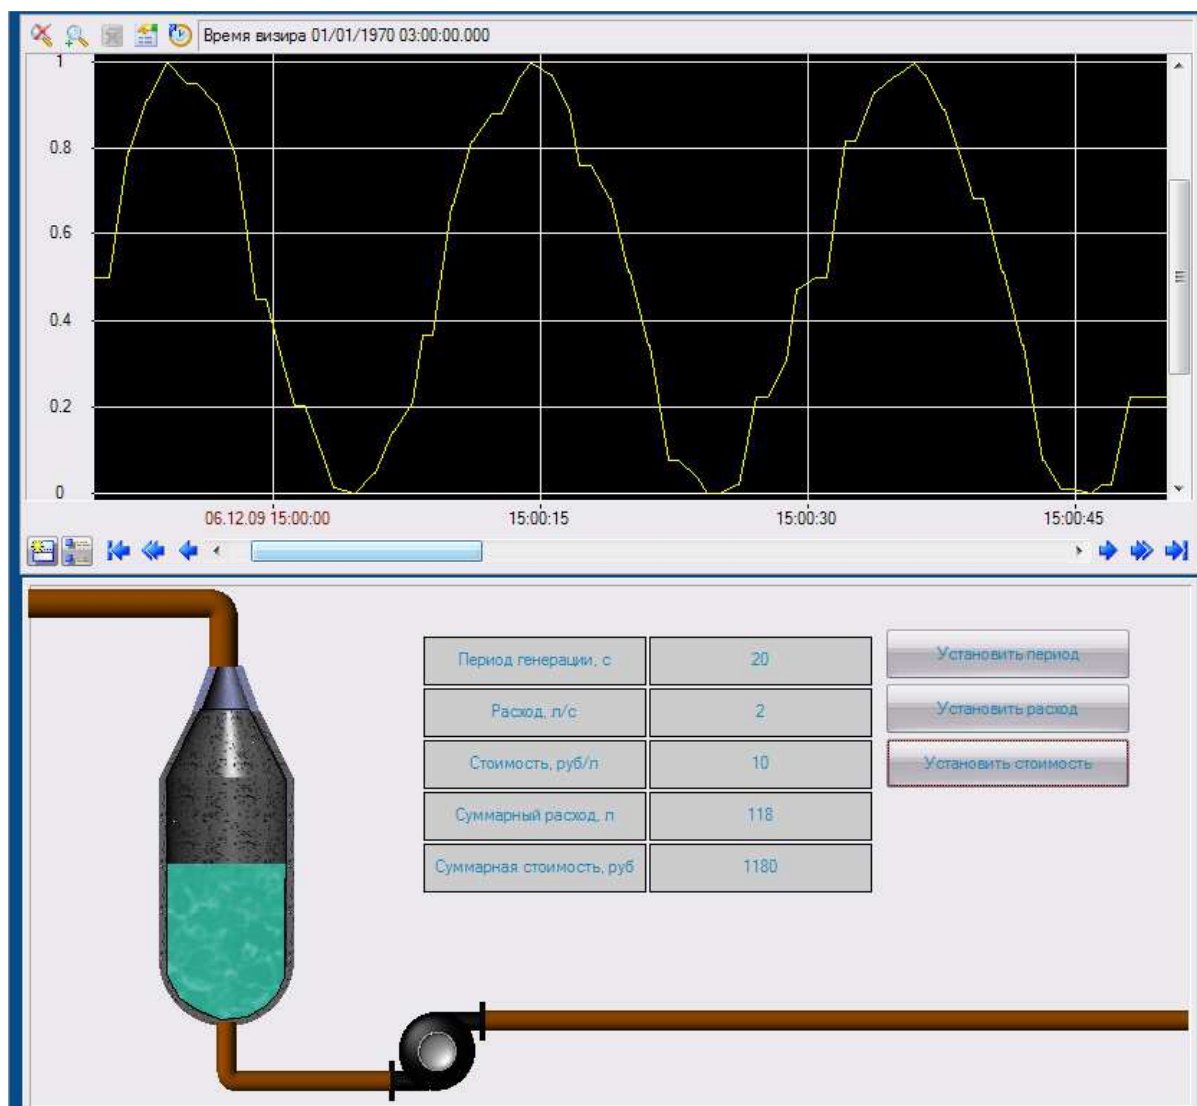 Время визира 01/01/1970 03:00:00.000
1
0.8
0.6
0.4
0.2
0
06.12.09 15:00:00 15:00:15 15:00:30 15:00:45
Период генерации, с 20 Установить период
Расход, л/с 2 Установить расход
Стоимость, руб/л 10 Установить стоимость
Суммарный расход, л 118
Суммарная стоимость, руб 1180